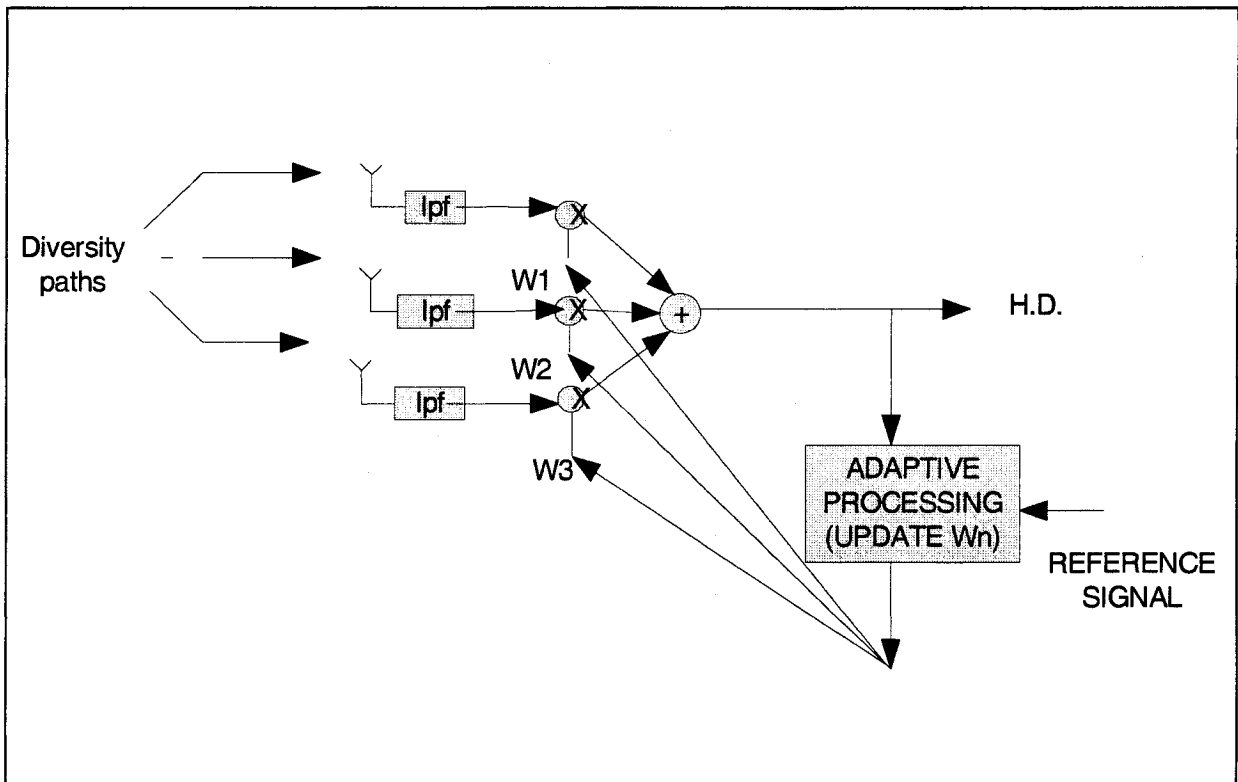 lpf
Diversity
paths
W1
lpf
X
X
+
H.D.
W2
lpf
X
W3
ADAPTIVE
PROCESSING
(UPDATE Wn)
REFERENCE
SIGNAL